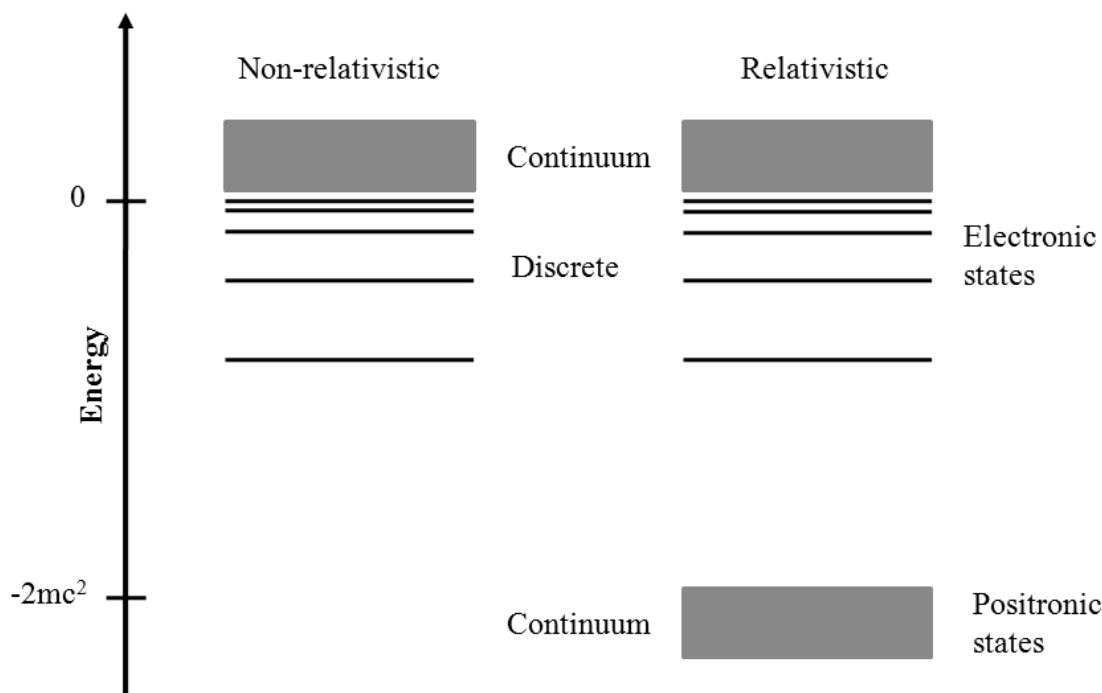 Non-relativistic
Relativistic
Continuum
0
Electronic
states
Discrete
Energy
-2mc²
Continuum
Positronic
states